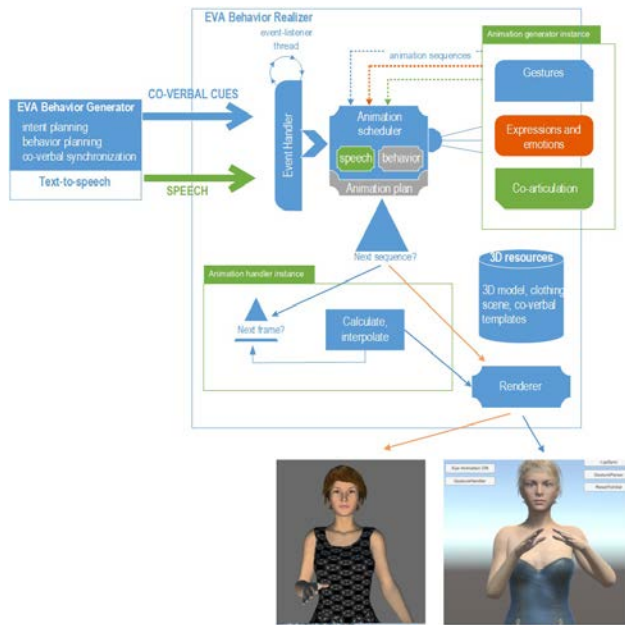 EVA Behavior Realizer
event-listener
thread
Animation generator instance
animation sequences
Gestures
CO-VERBAL CUES
EVA Behavior Generator
intent planning
behavior planning
co-verbal synchronization
Text-to-speech
SPEECH
Event Handler
Animation
scheduler
speech
behavior
Animation plan
Expressions and
emotions
Co-articulation
Next sequence?
3D resources
3D model, clothing
scene, co-verbal
templates
Animation handler instance
Next frame?
Calculate,
interpolate
Renderer